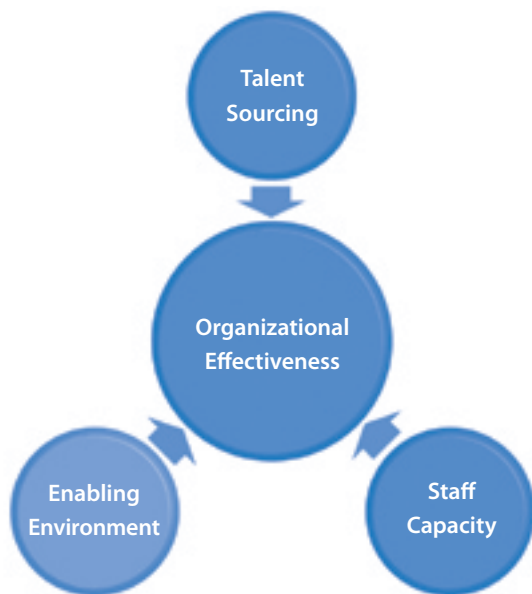 Talent
Sourcing
Organizational
Effectiveness
Enabling
Environment
Staff
Capacity